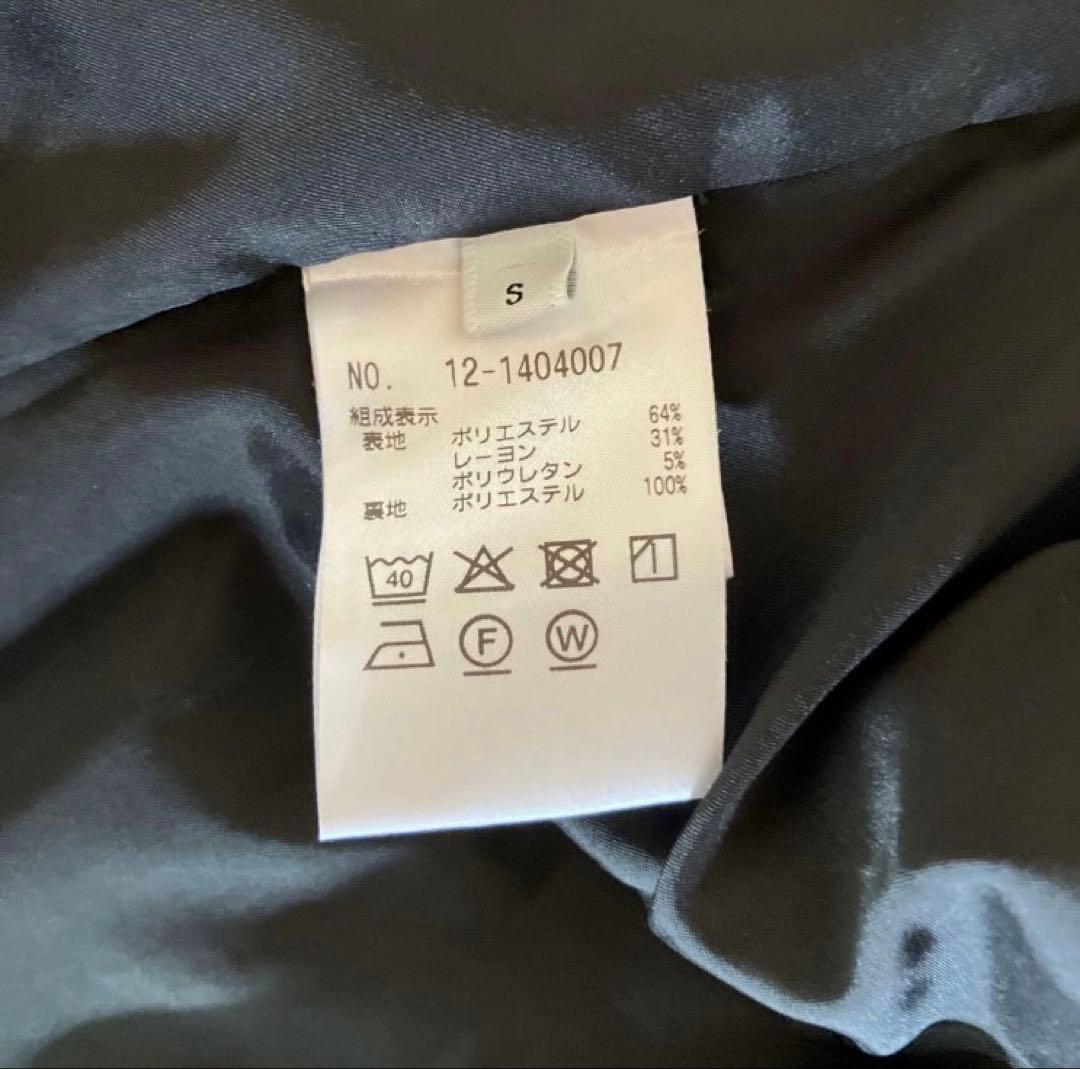 S
NO. 12-1404007
組成表示
表地 ポリエステル 64%
レーヨン 31%
ポリウレタン 5%
裏地 ポリエステル 100%
40
F W